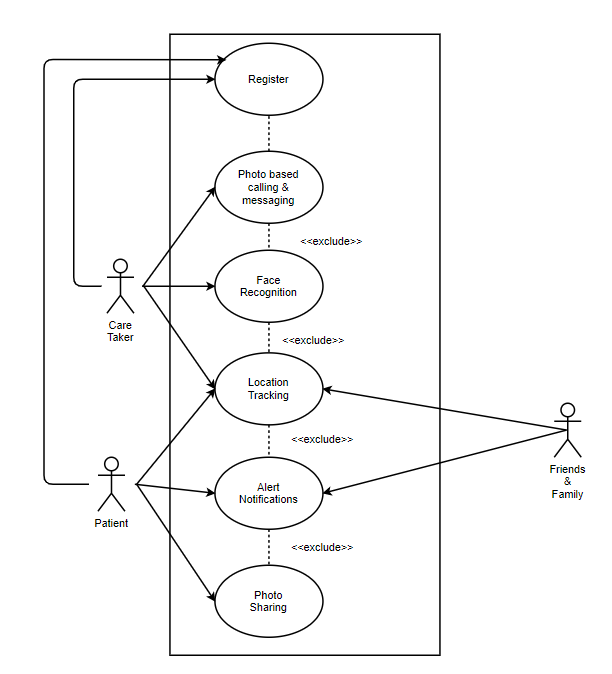 Register
Photo based
calling &
messaging
<<exclude>>
Face
Recognition
Care
Taker
<<exclude>>
Location
Tracking
<<exclude>>
Friends
&
Family
Alert
Notifications
Patient
<<exclude>>
Photo
Sharing